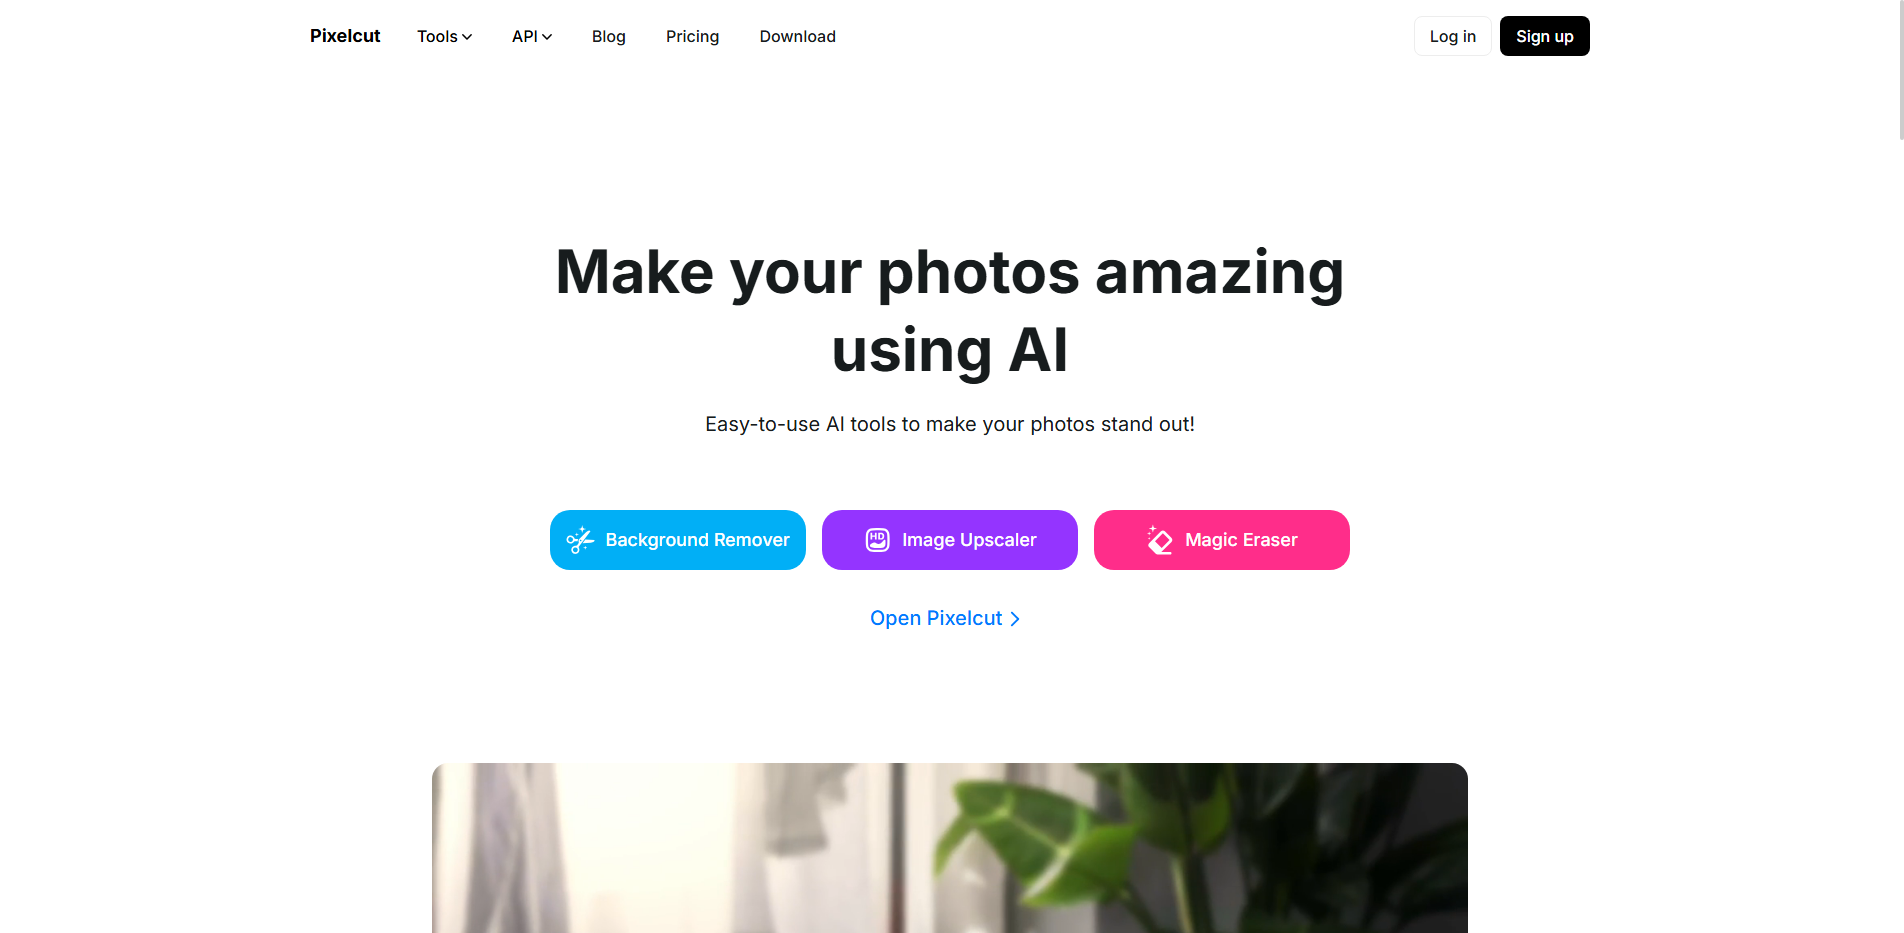 Pixelcut
Tools
API
Blog
Pricing
Download
Log in
Sign up
Make your photos amazing
using AI
Easy-to-use AI tools to make your photos stand out!
Background Remover
HD
Image Upscaler
Magic Eraser
Open Pixelcut